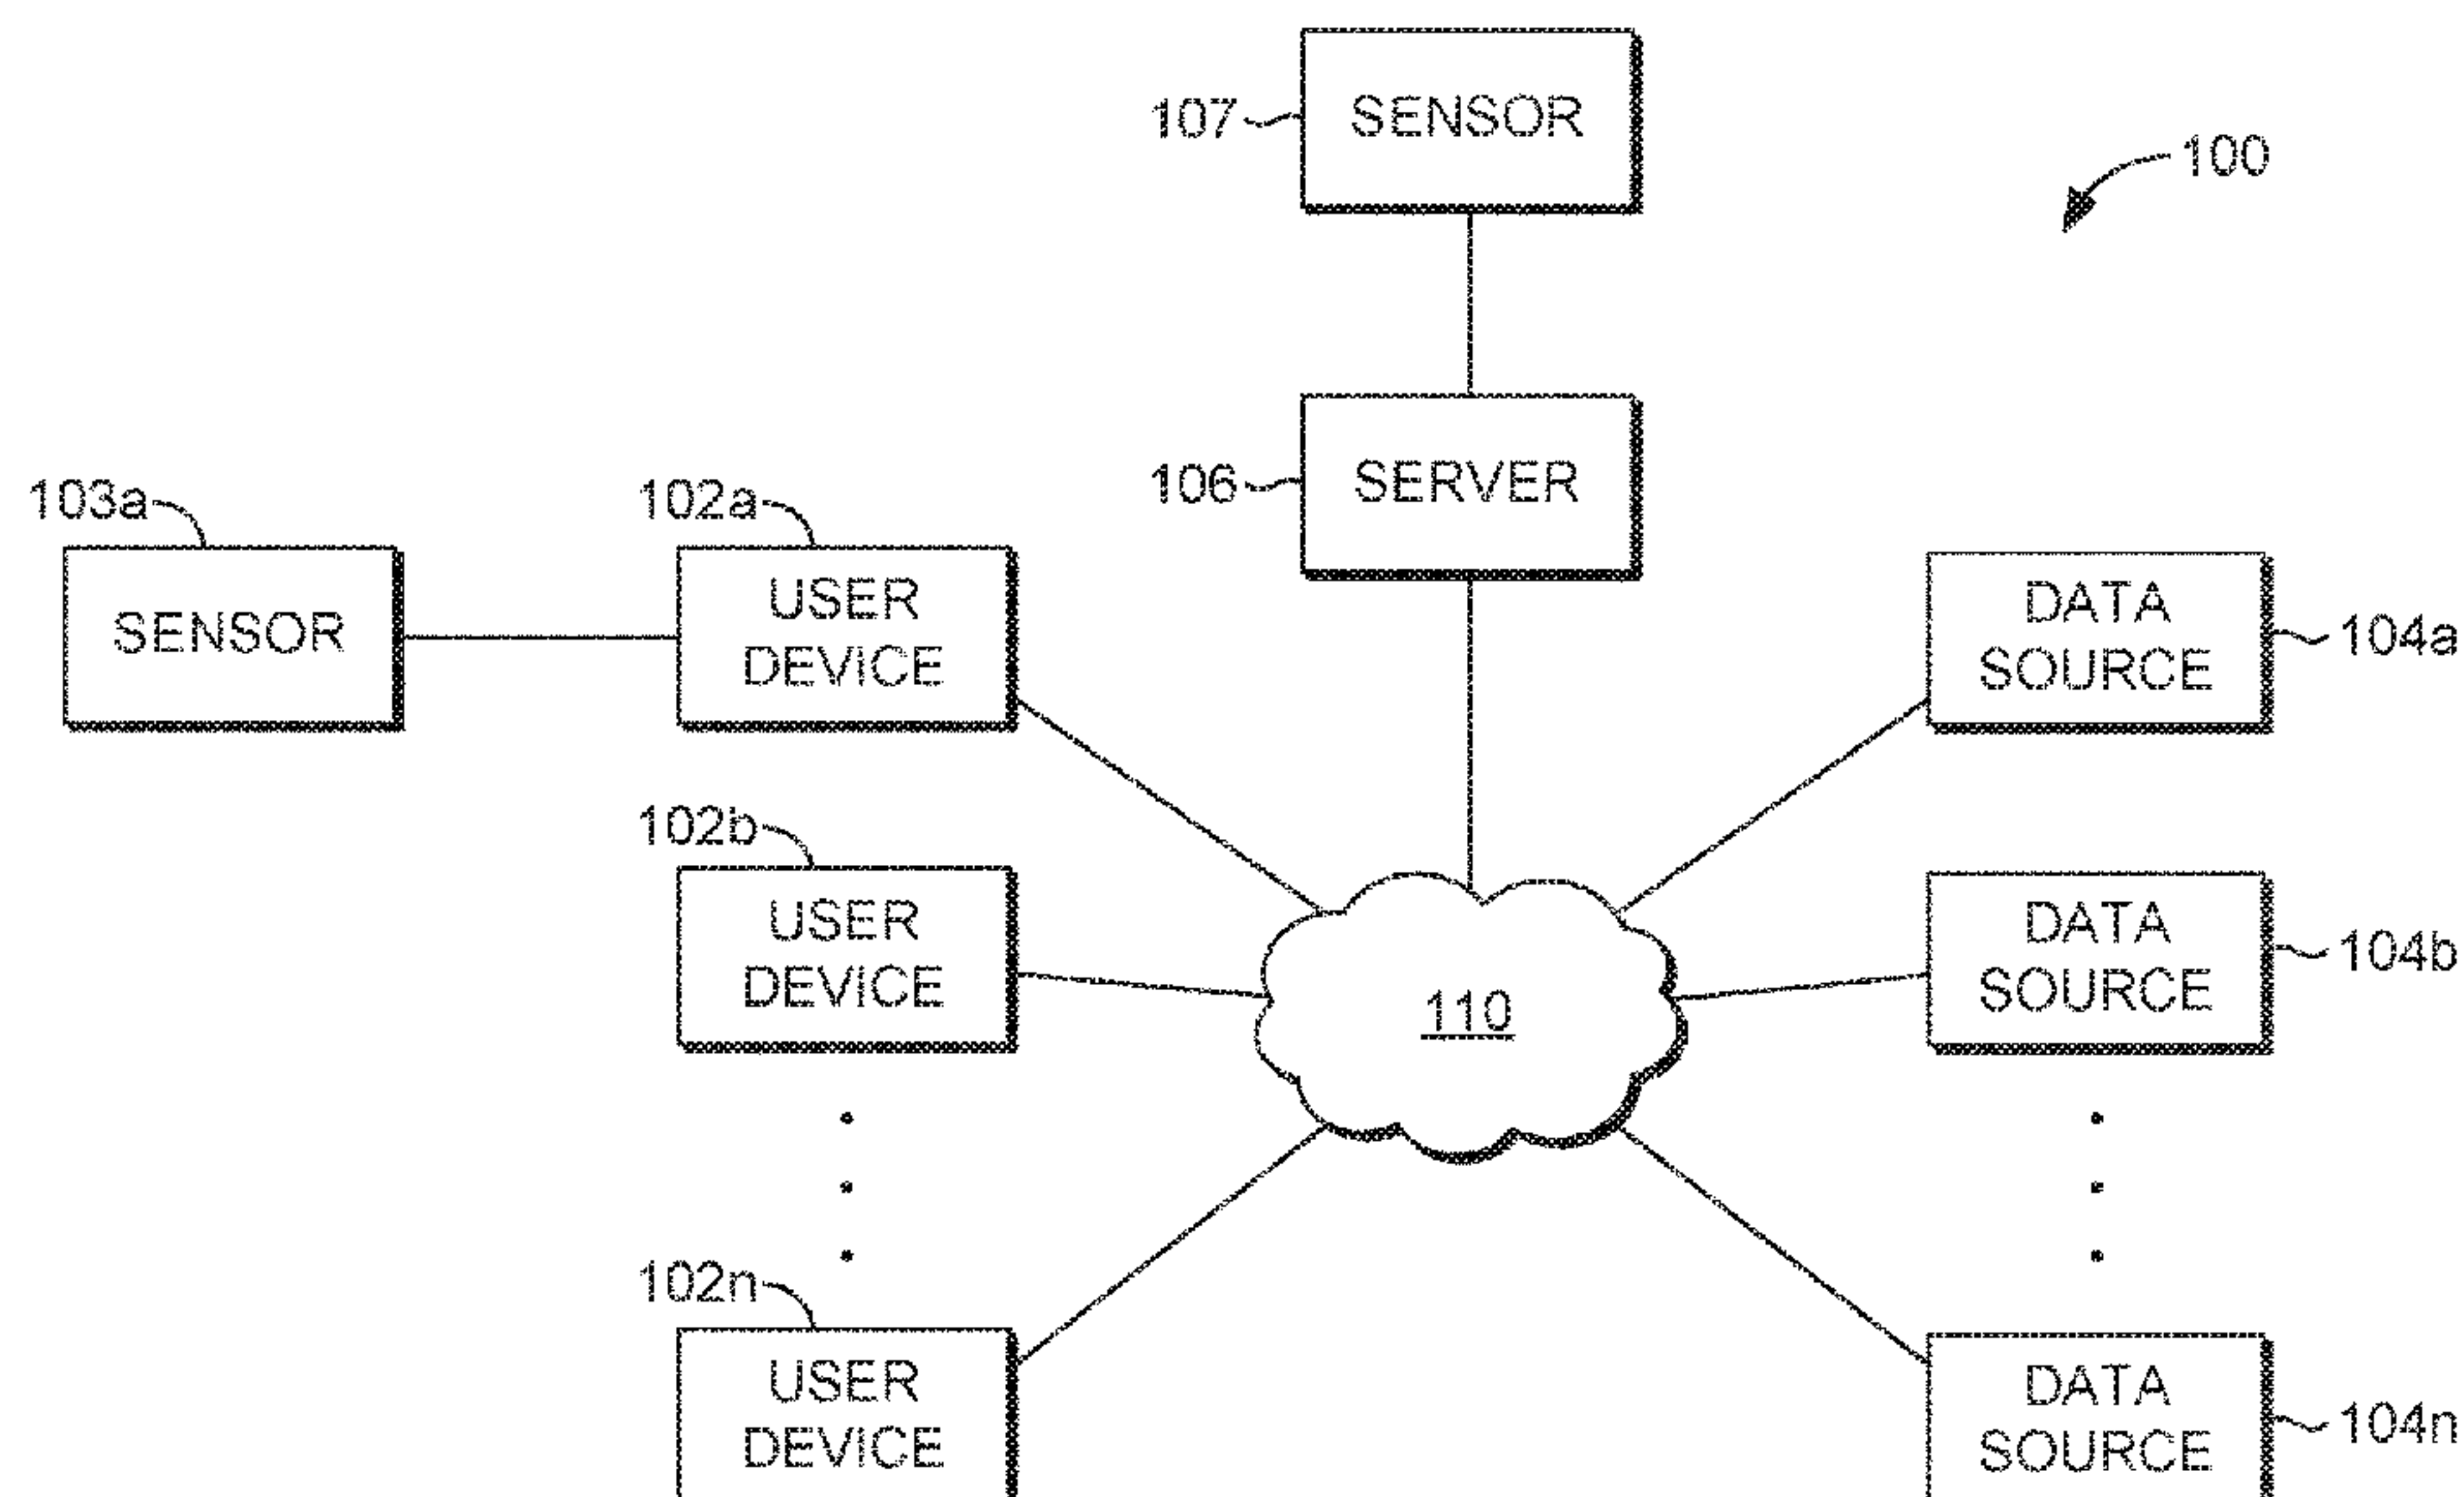 107
SENSOR
100
106
SERVER
103a
SENSOR
102a
USER
DEVICE
DATA
SOURCE
104a
102b
USER
DEVICE
DATA
SOURCE
104b
110
102n
USER
DEVICE
DATA
SOURCE
104n